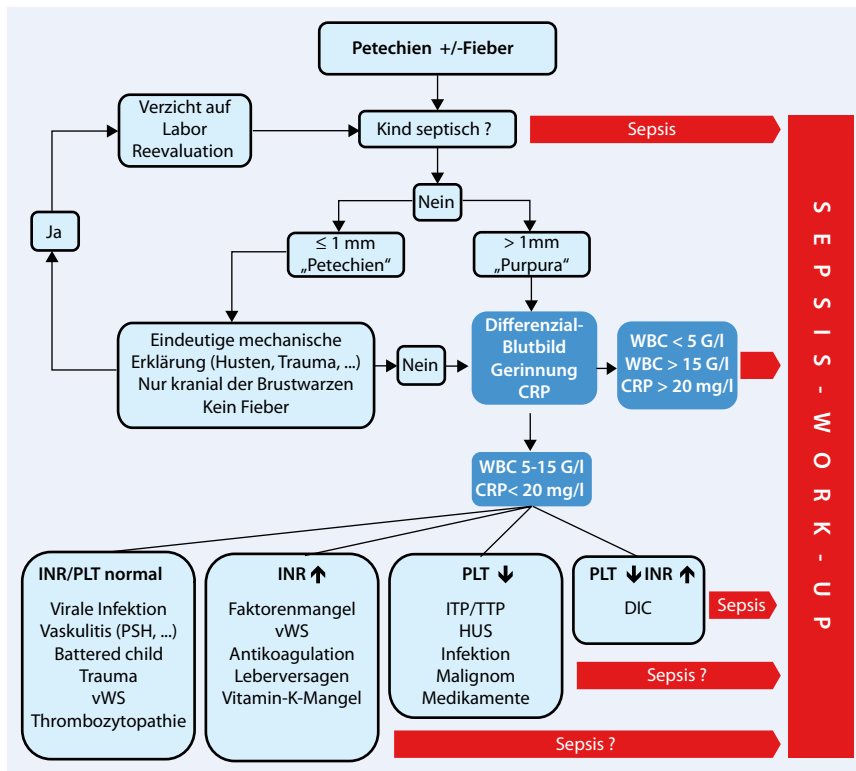 Petechien +/-Fieber
Verzicht auf
Labor
Reevaluation
Kind septisch ?
Sepsis
Nein
Ja
≤ 1 mm
„Petechien“
> 1mm
„Purpura“
Eindeutige mechanische
Erklärung (Husten, Trauma, ...)
Nur kranial der Brustwarzen
Kein Fieber
Nein
Differenzial-
Blutbild
Gerinnung
CRP
WBC < 5 G/l
WBC > 15 G/l
CRP > 20 mg/l
WBC 5-15 G/l
CRP< 20 mg/l
INR/PLT normal
Virale Infektion
Vaskulitis (PSH, ...)
Battered child
Trauma
vWS
Thrombozytopathie
INR ↑
Faktorenmangel
vWS
Antikoagulation
Leberversagen
Vitamin-K-Mangel
PLT ↓
ITP/TTP
HUS
Infektion
Malignom
Medikamente
PLT ↓ INR ↑
DIC
Sepsis
Sepsis ?
Sepsis ?
SEPSIS-WORK-UP